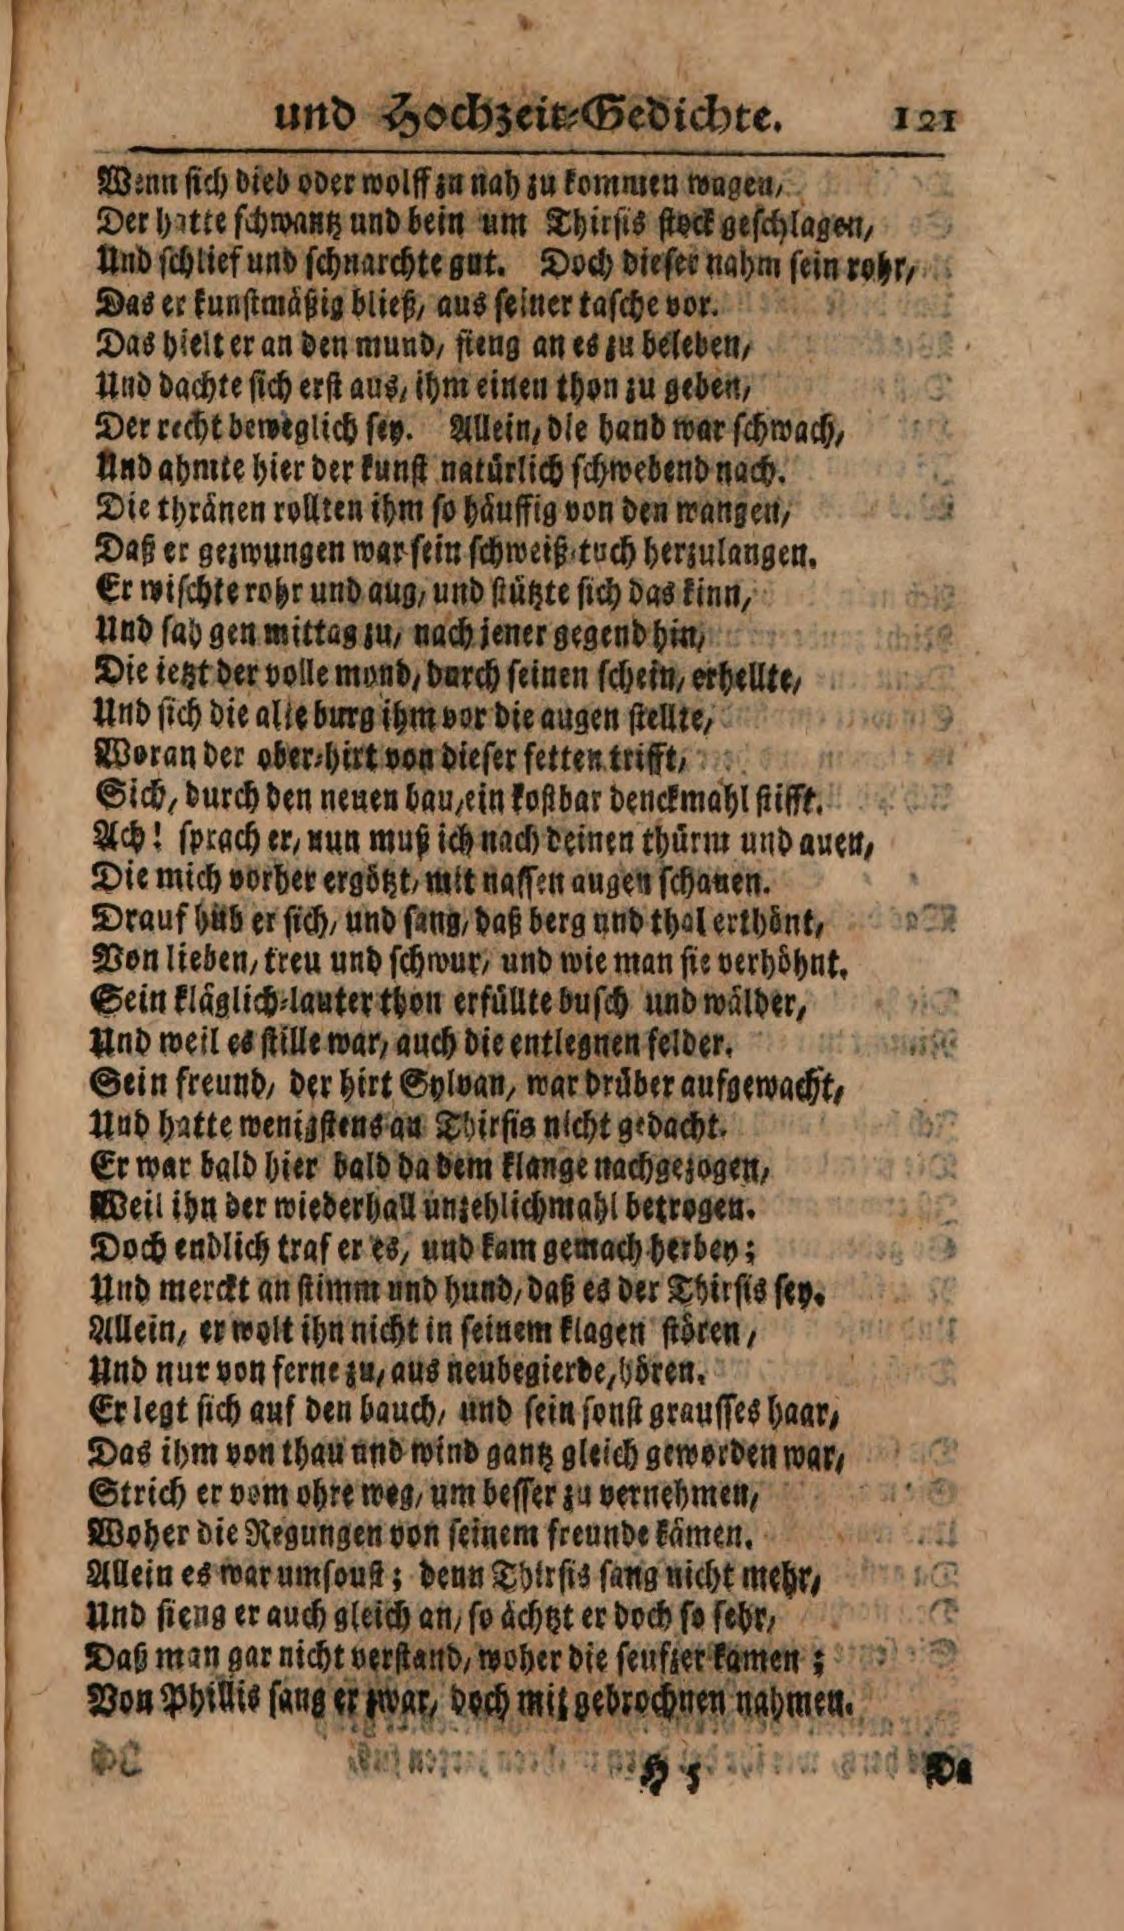 und Hochzeit-Gedichte. 121
Wenn sich dieb oder wolff zu nah zu kommen wagen,
Der hatte schwantz und bein um Thirsis stock geschlagen,
Und schlief und schnarchte gut. Doch dieser nahm sein rohr,
Das er kunstmäßig bließ, aus seiner tasche vor.
Das hielt er an den mund, fieng an es zu beleben,
Und dachte sich erst aus, ihm einen thon zu geben,
Der recht beweglich sey. Allein, die hand war schwach,
Und ahmte hier der kunst natürlich schwebend nach.
Die thränen rollten ihm so häuffig von den wangen,
Daß er gezwungen war sein schweiß-tuch herzulangen.
Er wischte rohr und aug, und stützte sich das kinn,
Und sah gen mittag zu, nach jener gegend hin,
Die ietzt der volle mond, durch seinen schein, erhellte,
Und sich die alte burg ihm vor die augen stellte,
Woran der ober-hirt von dieser fetten trifft,
Sich, durch den neuen bau, ein kostbar denckmahl stifft.
Ach! sprach er, nun muß ich nach deinen thürm und auen,
Die mich vorher ergötzt, mit nassen augen schauen.
Drauf hub er sich, und sang, daß berg und thal erthönt,
Von lieben, treu und schwur, und wie man sie verhöhnt.
Sein kläglich-lauter thon erfüllte busch und wälder,
Und weil es stille war, auch die entlegnen felder.
Sein freund, der hirt Sylvan, war drüber aufgewacht,
Und hatte wenigstens an Thirsis nicht gedacht.
Er war bald hier bald da dem klange nachgezogen,
Weil ihn der wiederhall unzehlichmahl betrogen.
Doch endlich traf er es, und kam gemach herbey;
Und merckt an stimm und hund, daß es der Thirsis sey.
Allein, er wolt ihn nicht in seinem klagen stören,
Und nur von ferne zu, aus neubegierde, hören.
Er legt sich auf den bauch, und sein sonst grausses haar,
Das ihm von thau und wind gantz gleich geworden war,
Strich er vom ohre weg, um besser zu vernehmen,
Woher die Regungen von seinem freunde kämen.
Allein es war umsonst; denn Thirsis sang nicht mehr,
Und fieng er auch gleich an, so ächtzt er doch so sehr,
Daß man gar nicht verstand, woher die seufzer kamen;
Von Phillis sang er zwar, doch mit gebrochnen nahmen.
H 5 Da